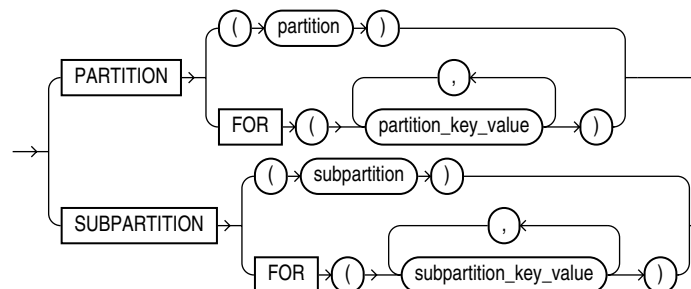 ( partition )
PARTITION
,
FOR ( partition_key_value )
( subpartition )
SUBPARTITION
,
FOR ( subpartition_key_value )